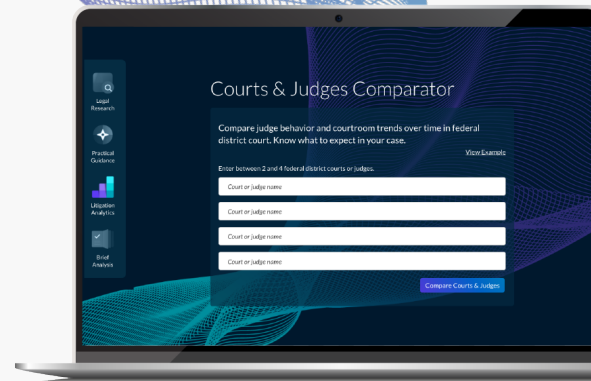 Courts & Judges Comparator
Legal
Research
Practical
Guidance
Litigation
Analytics
Brief
Analysis
Compare judge behavior and courtroom trends over time in federal
district court. Know what to expect in your case.
View Example
Enter between 2 and 4 federal district courts or judges.
Court or judge name
Court or judge name
Court or judge name
Court or judge name
Compare Courts & Judges